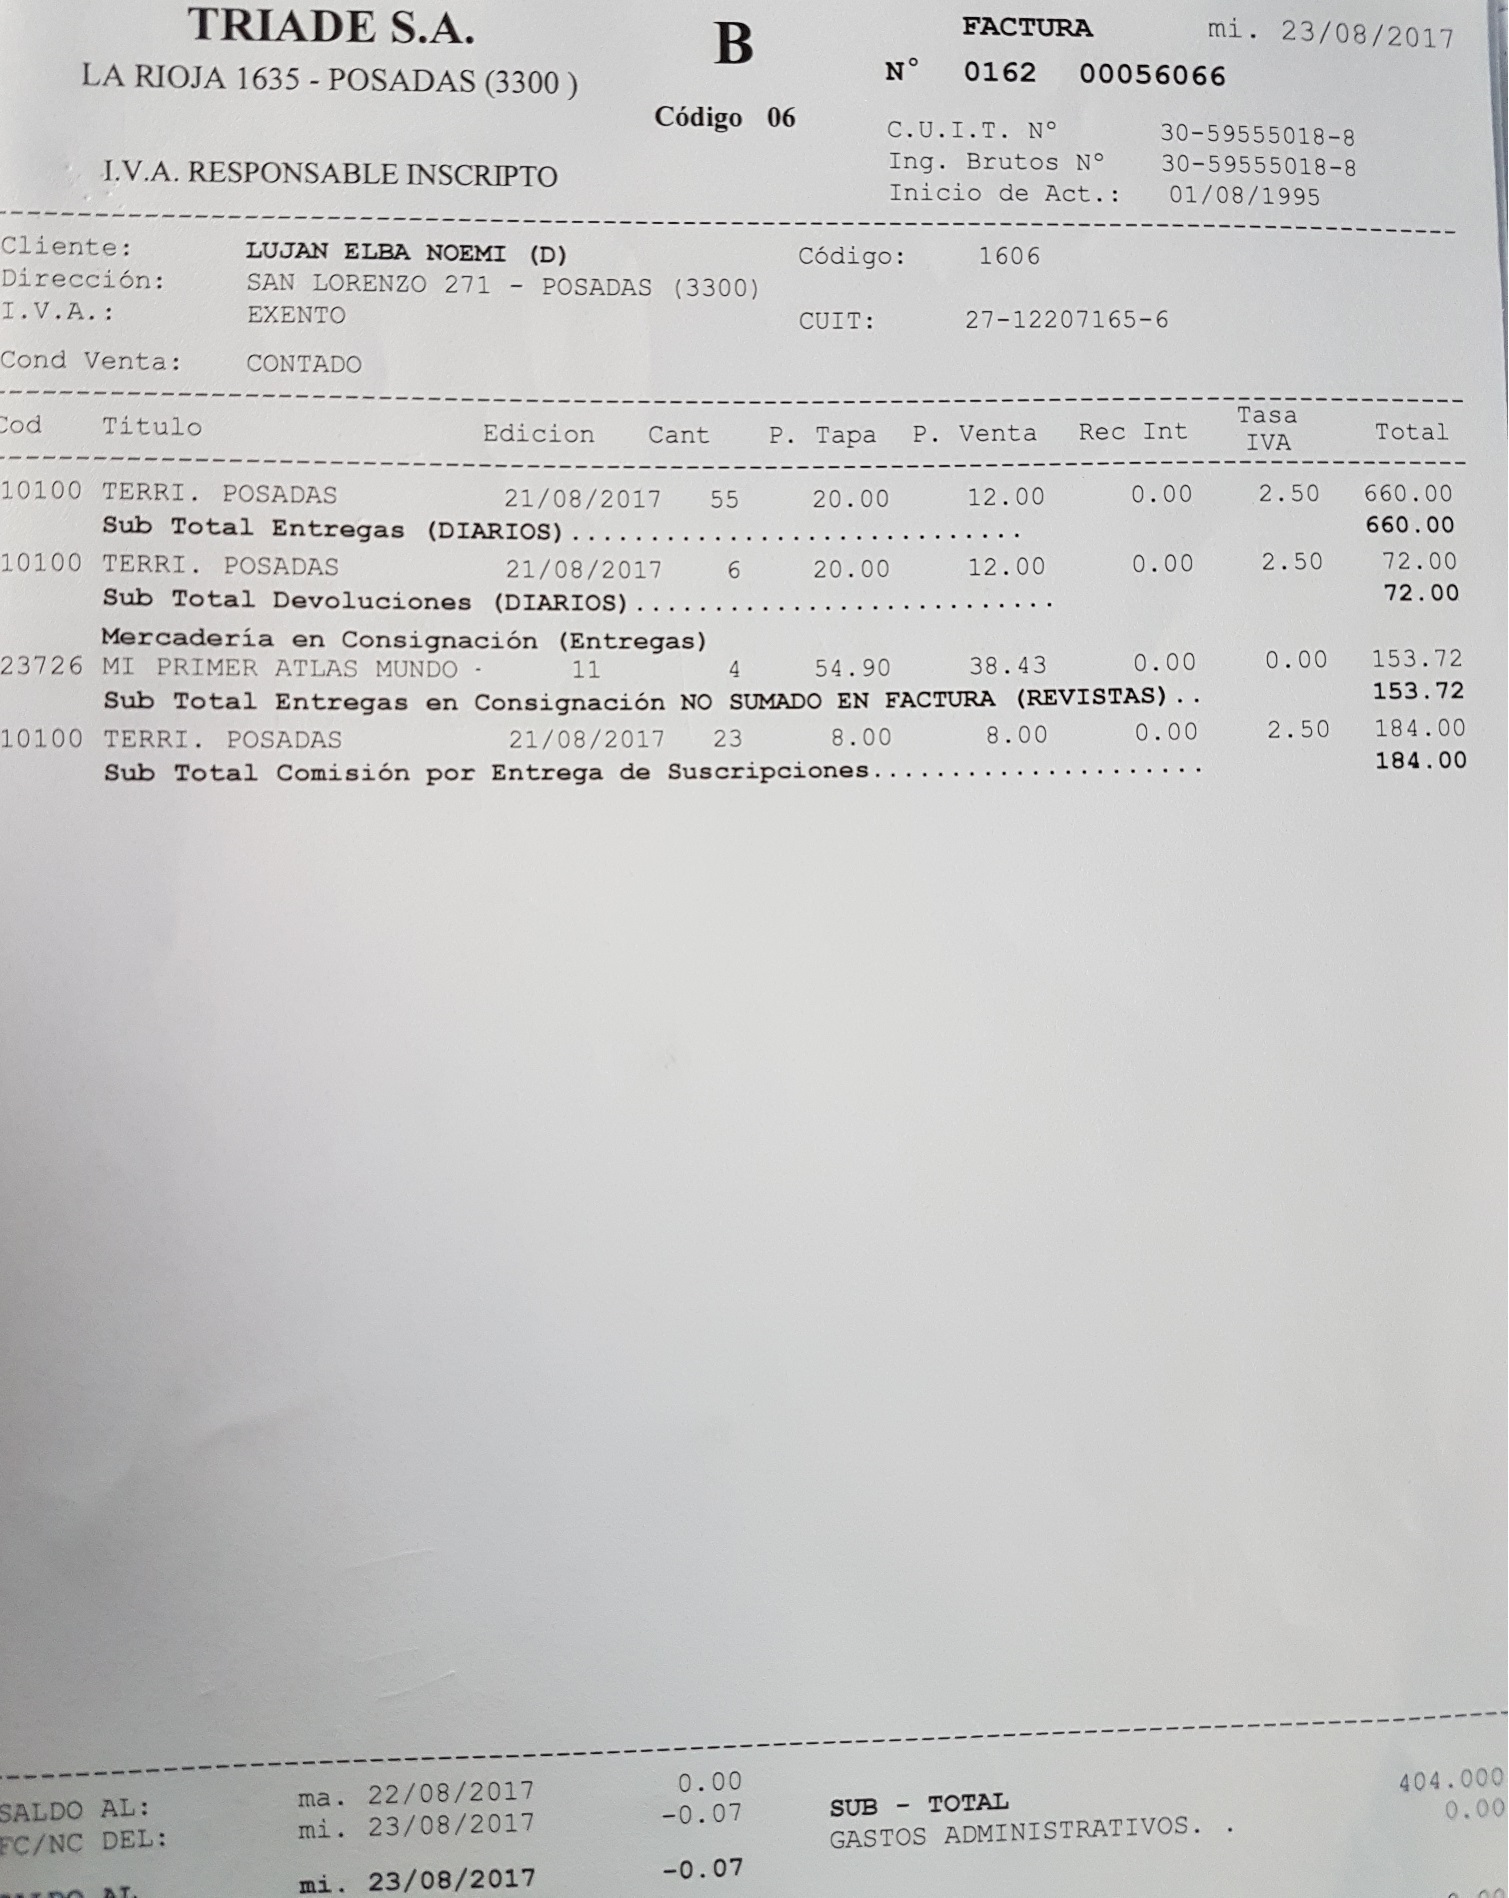 TRIADE S.A.
LA RIOJA 1635 - POSADAS (3300 )
I.V.A. RESPONSABLE INSCRIPTO
B
Código 06
FACTURA mi. 23/08/2017
N° 0162 00056066
C.U.I.T. N° 30-59555018-8
Ing. Brutos N° 30-59555018-8
Inicio de Act.: 01/08/1995
Cliente: LUJAN ELBA NOEMI (D) Código: 1606
Dirección: SAN LORENZO 271 - POSADAS (3300)
I.V.A.: EXENTO CUIT: 27-12207165-6
Cond Venta: CONTADO
Cod Titulo Edicion Cant P. Tapa P. Venta Rec Int Tasa IVA Total
10100 TERRI. POSADAS 21/08/2017 55 20.00 12.00 0.00 2.50 660.00
Sub Total Entregas (DIARIOS)............................. 660.00
10100 TERRI. POSADAS 21/08/2017 6 20.00 12.00 0.00 2.50 72.00
Sub Total Devoluciones (DIARIOS)........................... 72.00
Mercadería en Consignación (Entregas)
23726 MI PRIMER ATLAS MUNDO - 11 4 54.90 38.43 0.00 0.00 153.72
Sub Total Entregas en Consignación NO SUMADO EN FACTURA (REVISTAS).. 153.72
10100 TERRI. POSADAS 21/08/2017 23 8.00 8.00 0.00 2.50 184.00
Sub Total Comisión por Entrega de Suscripciones..................... 184.00
SALDO AL: ma. 22/08/2017 0.00 SUB - TOTAL 404.000
FC/NC DEL: mi. 23/08/2017 -0.07 GASTOS ADMINISTRATIVOS. . 0.00
mi. 23/08/2017 -0.07